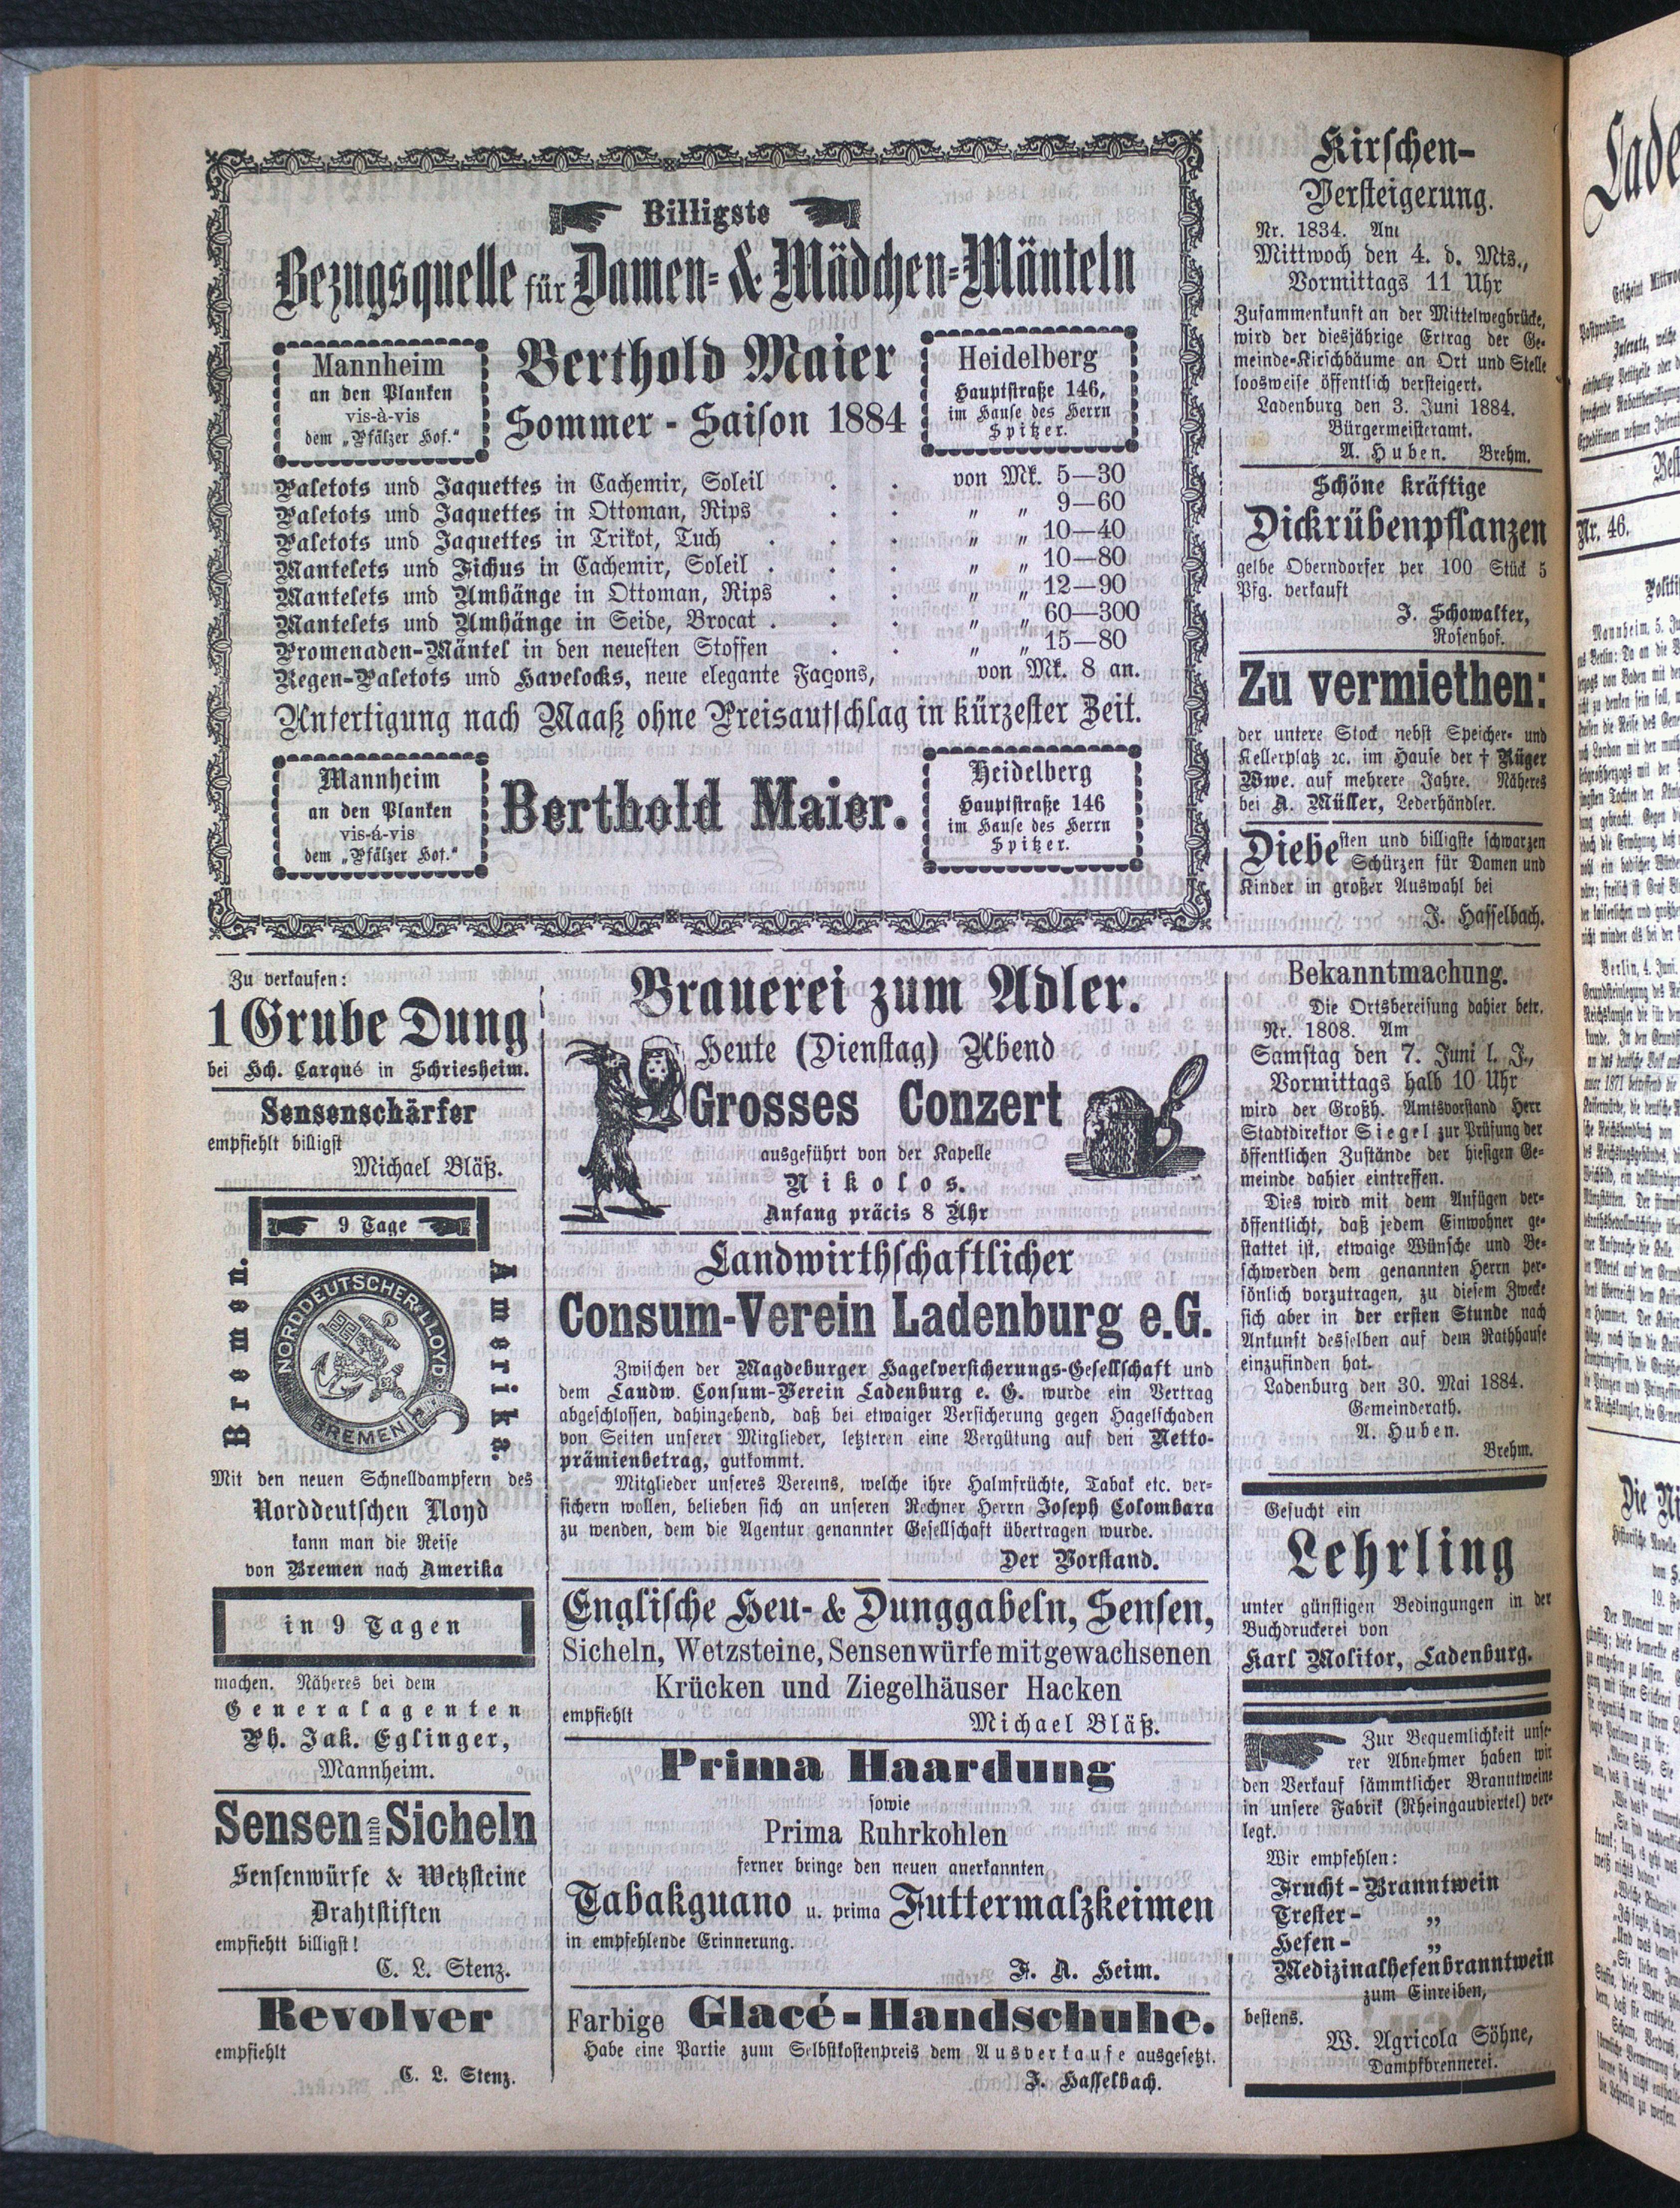 Billigste
Bezugsquelle für Damen- & Mädchen-Mänteln
Mannheim
an den Planken
vis-à-vis
dem „Pfälzer Hof."
Berthold Maier
Sommer - Saison 1884
Heidelberg
Hauptstraße 146,
im Hause des Herrn
Spitzer.
Paletots und Jaquettes in Cachemir, Soleil . . von Mk. 5—30
Paletots und Jaquettes in Ottoman, Rips . . „ „ 9—60
Paletots und Jaquettes in Trikot, Tuch . . . „ „ 10—40
Mantelets und Fichus in Cachemir, Soleil . . . „ „ 10—80
Mantelets und Umhänge in Ottoman, Rips . . „ „ 12—90
Mantelets und Umhänge in Seide, Brocat . . . „ „ 60—300
Promenaden-Mäntel in den neuesten Stoffen . . „ „ 15—80
Regen-Paletots und Havelocks, neue elegante Façons, von Mk. 8 an.
Anfertigung nach Maaß ohne Preisaufschlag in kürzester Zeit.
Mannheim
an den Planken
vis-á-vis
dem „Pfälzer Hof."
Berthold Maier.
Heidelberg
Hauptstraße 146
im Hause des Herrn
Spitzer.
Kirschen-
Versteigerung.
Nr. 1834. Am
Mittwoch den 4. d. Mts.,
Vormittags 11 Uhr
Zusammenkunft an der Mittelwegbrücke,
wird der diesjährige Ertrag der Ge-
meinde-Kirschbäume an Ort und Stelle
loosweise öffentlich versteigert.
Ladenburg den 3. Juni 1884.
Bürgermeisteramt.
A. Huben. Brehm.
Schöne kräftige
Dickrübenpflanzen
gelbe Oberndorfer per 100 Stück 5
Pfg. verkauft
J. Schowalter,
Rosenhof.
Zu vermiethen:
der untere Stock nebst Speicher- und
Kellerplatz ꝛc. im Hause der † Rüger
Wwe. auf mehrere Jahre. Näheres
bei A. Müller, Lederhändler.
Diebesten und billigste schwarzen
Schürzen für Damen und
Kinder in großer Auswahl bei
J. Hasselbach.
Zu verkaufen:
1 Grube Dung
bei Hch. Carqué in Schriesheim.
Sensenschärfer
empfiehlt billigst
Michael Bläß.
9 Tage
Bremen.
NORDDEUTSCHER LLOYD
BREMEN
Amerika.
Mit den neuen Schnelldampfern des
Norddeutschen Lloyd
kann man die Reise
von Bremen nach Amerika
in 9 Tagen
machen. Näheres bei dem
Generalagenten
Ph. Jak. Eglinger,
Mannheim.
Sensen und Sicheln
Sensenwürfe & Wetzsteine
Drahtstiften
empfiehtt billigst!
C. L. Stenz.
Revolver
empfiehlt
C. L. Stenz.
Brauerei zum Adler.
Heute (Dienstag) Abend
Grosses Conzert
ausgeführt von der Kapelle
Nikolos.
Anfang präcis 8 Uhr
Landwirthschaftlicher
Consum-Verein Ladenburg e.G.
Zwischen der Magdeburger Hagelversicherungs-Gesellschaft und
dem Landw. Consum-Verein Ladenburg e. G. wurde ein Vertrag
abgeschlossen, dahingehend, daß bei etwaiger Versicherung gegen Hagelschaden
von Seiten unserer Mitglieder, letzteren eine Vergütung auf den Netto-
prämienbetrag, gutkommt.
Mitglieder unseres Vereins, welche ihre Halmfrüchte, Tabak etc. ver-
sichern wollen, belieben sich an unseren Rechner Herrn Joseph Colombara
zu wenden, dem die Agentur genannter Gesellschaft übertragen wurde.
Der Vorstand.
Englische Heu- & Dunggabeln, Sensen,
Sicheln, Wetzsteine, Sensenwürfe mit gewachsenen
Krücken und Ziegelhäuser Hacken
empfiehlt Michael Bläß.
Prima Haardung
sowie
Prima Ruhrkohlen
ferner bringe den neuen anerkannten
Tabakguano u. prima Futtermalzkeimen
in empfehlende Erinnerung.
F. A. Heim.
Farbige Glacé-Handschuhe.
Habe eine Partie zum Selbstkostenpreis dem Ausverkaufe ausgesetzt.
J. Hasselbach.
Bekanntmachung.
Die Ortsbereisung dahier betr.
Nr. 1808. Am
Samstag den 7. Juni l. J.,
Vormittags halb 10 Uhr
wird der Großh. Amtsvorstand Herr
Stadtdirektor Siegel zur Prüfung der
öffentlichen Zustände der hiesigen Ge-
meinde dahier eintreffen.
Dies wird mit dem Anfügen ver-
öffentlicht, daß jedem Einwohner ge-
stattet ist, etwaige Wünsche und Be-
schwerden dem genannten Herrn per-
sönlich vorzutragen, zu diesem Zwecke
sich aber in der ersten Stunde nach
Ankunft desselben auf dem Rathhause
einzufinden hat.
Ladenburg den 30. Mai 1884.
Gemeinderath.
A. Huben.
Brehm.
Gesucht ein
Lehrling
unter günstigen Bedingungen in der
Buchdruckerei von
Karl Molitor, Ladenburg.
Zur Bequemlichkeit unse-
rer Abnehmer haben wir
den Verkauf sämmtlicher Branntweine
in unsere Fabrik (Rheingauviertel) ver-
legt.
Wir empfehlen:
Frucht-Branntwein
Trester- „
Hefen- „
Medizinalhefenbranntwein
zum Einreiben,
bestens.
W. Agricola Söhne,
Dampfbrennerei.
Nr. 46.